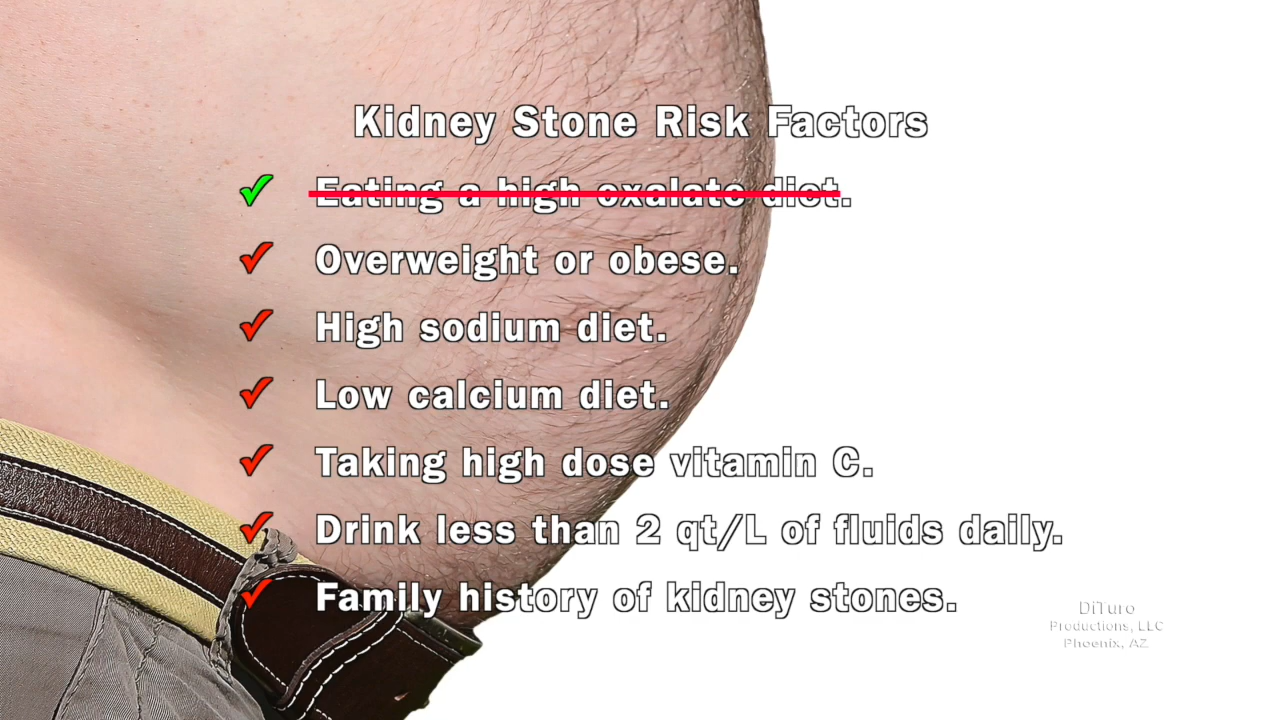 Kidney Stone Risk Factors
Eating a high oxalate diet.
Overweight or obese.
High sodium diet.
Low calcium diet.
Taking high dose vitamin C.
Drink less than 2 qt/L of fluids daily.
Family history of kidney stones.
DiTuro
Productions, LLC
Phoenix, AZ